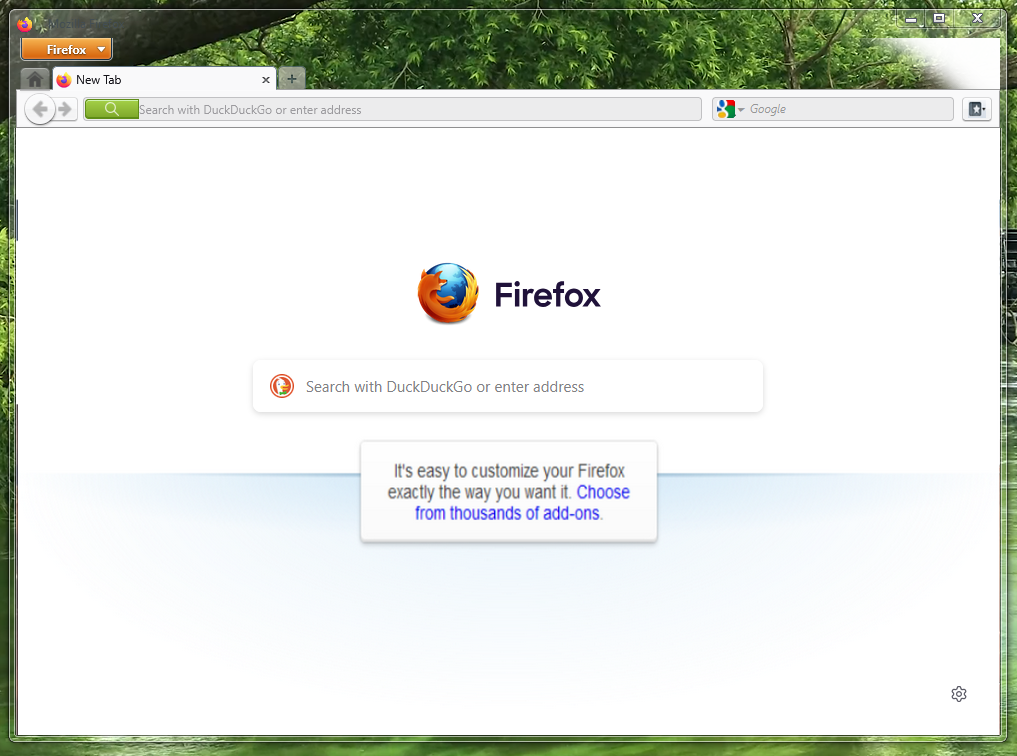 Firefox
New Tab
Search with DuckDuckGo or enter address
Google
Firefox
Search with DuckDuckGo or enter address
It's easy to customize your Firefox
exactly the way you want it. Choose
from thousands of add-ons.